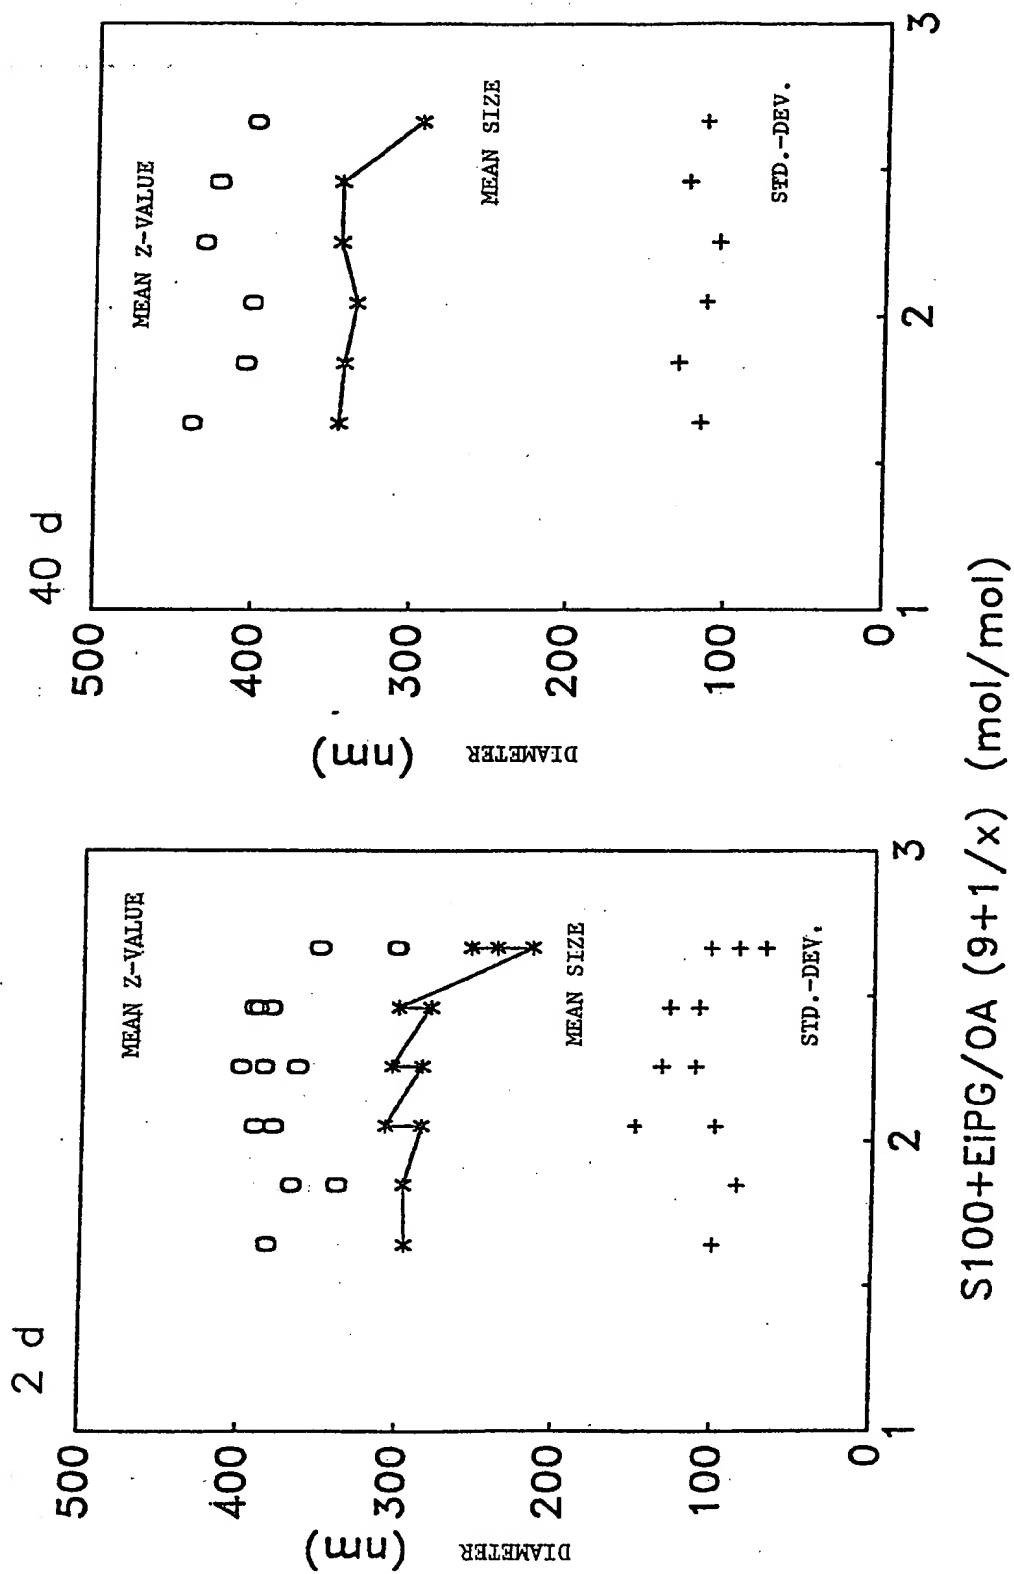 2 d
500
400
300
200
100
0
(nm)
DIAMETER
MEAN Z-VALUE
MEAN SIZE
STD.-DEV.
1
2
3
40 d
500
400
300
200
100
0
(nm)
DIAMETER
MEAN Z-VALUE
MEAN SIZE
STD.-DEV.
1
2
3
S100+EiPG/OA (9+1/x) (mol/mol)